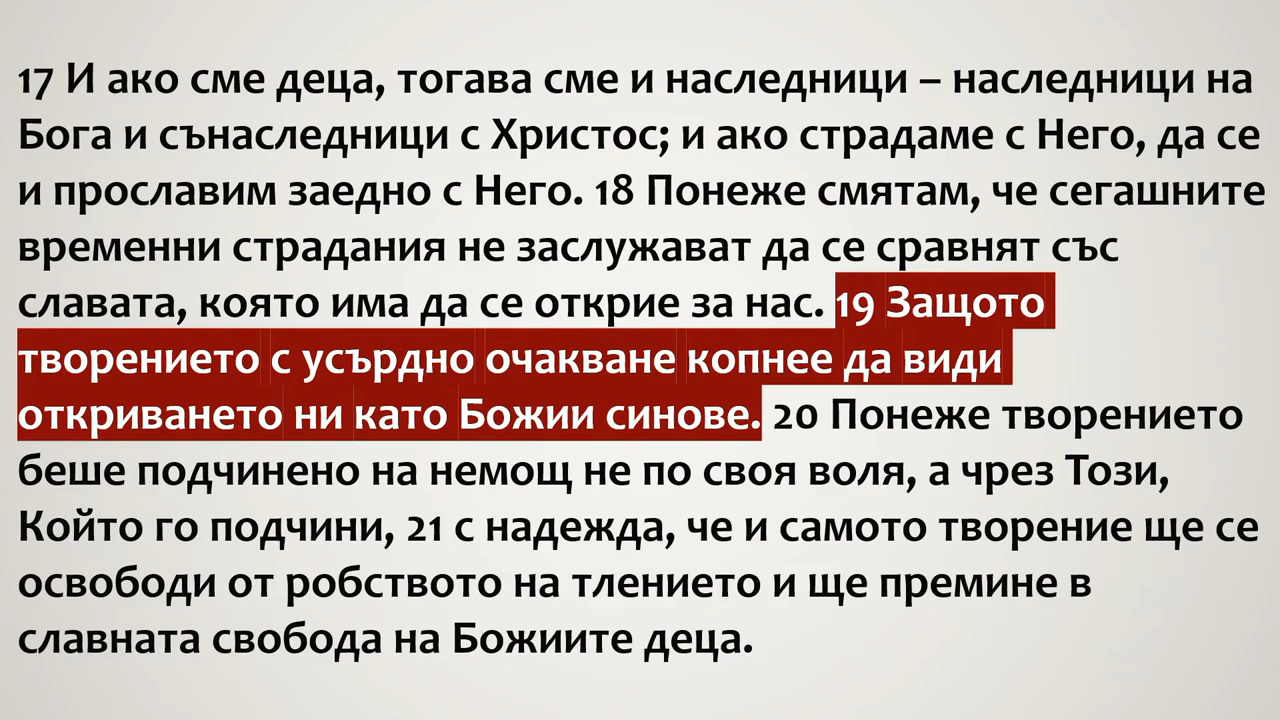 17 И ако сме деца, тогава сме и наследници – наследници на
Бога и сънаследници с Христос; и ако страдаме с Него, да се
и прославим заедно с Него. 18 Понеже смятам, че сегашните
временни страдания не заслужават да се сравнят със
славата, която има да се открие за нас. 19 Защото
творението с усърдно очакване копнее да види
откриването ни като Божии синове. 20 Понеже творението
беше подчинено на немощ не по своя воля, а чрез Този,
Който го подчини, 21 с надежда, че и самото творение ще се
освободи от робството на тлението и ще премине в
славната свобода на Божиите деца.